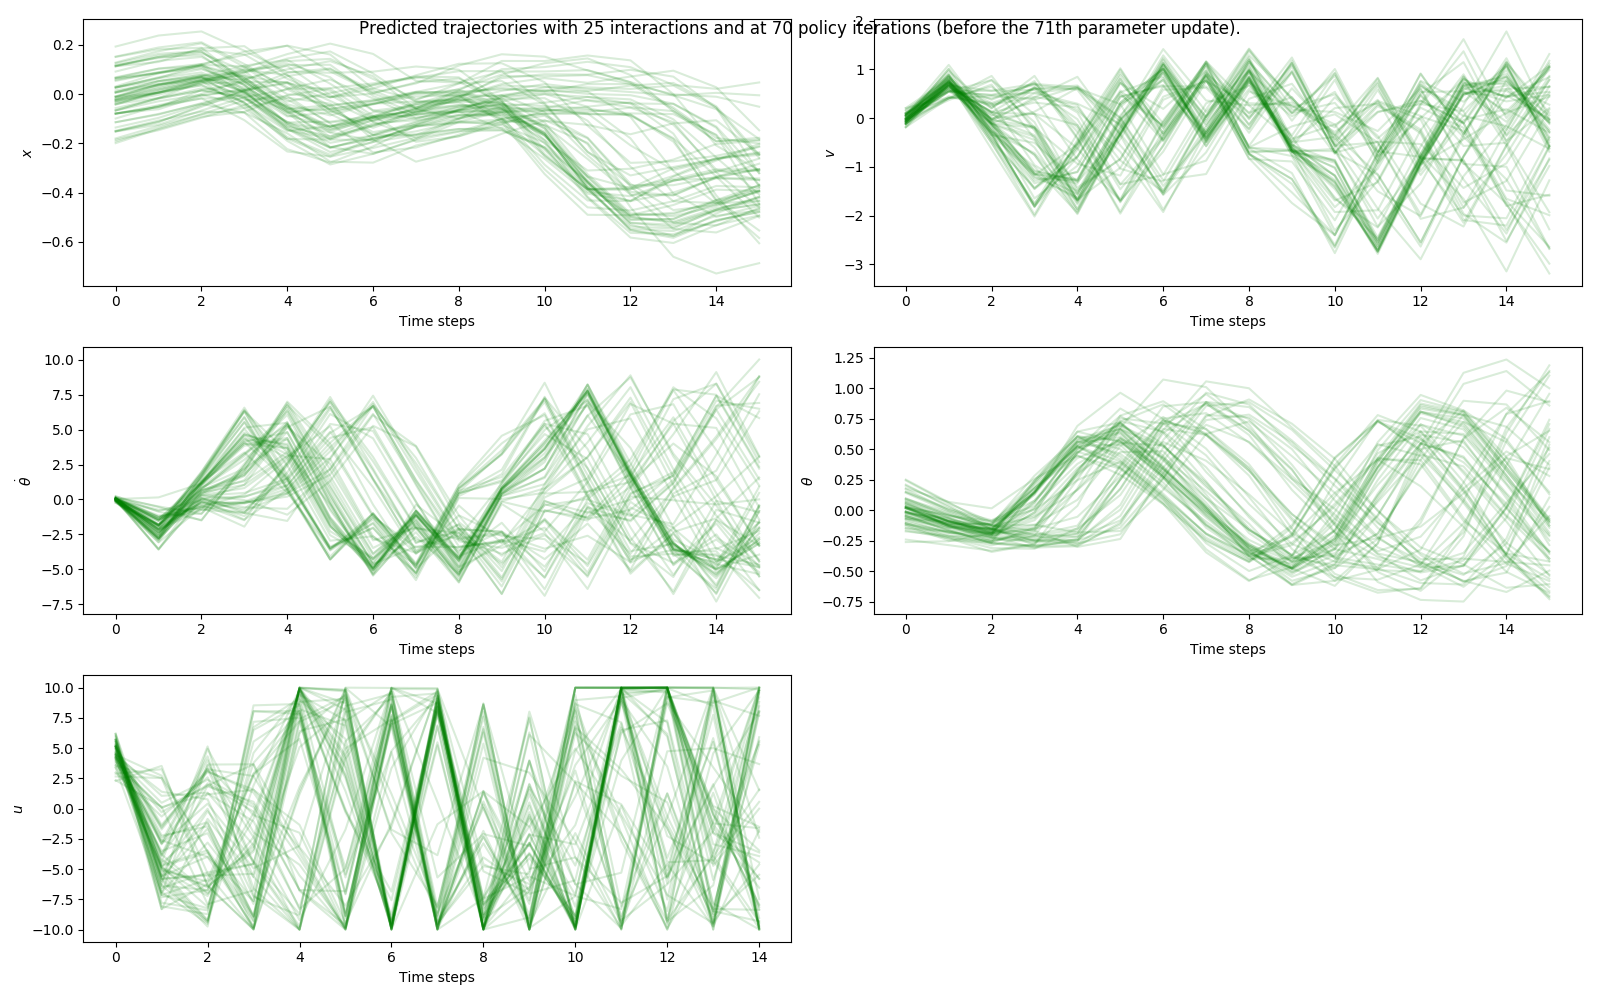 Predicted trajectories with 25 interactions and at 70 policy iterations (before the 71th parameter update).
0.2
0.0
−0.2
−0.4
−0.6
x
0 2 4 6 8 10 12 14
Time steps
2
1
0
−1
−2
−3
v
0 2 4 6 8 10 12 14
Time steps
10.0
7.5
5.0
2.5
0.0
−2.5
−5.0
−7.5
θ̇
0 2 4 6 8 10 12 14
Time steps
1.25
1.00
0.75
0.50
0.25
0.00
−0.25
−0.50
−0.75
θ
0 2 4 6 8 10 12 14
Time steps
10.0
7.5
5.0
2.5
0.0
−2.5
−5.0
−7.5
−10.0
u
0 2 4 6 8 10 12 14
Time steps